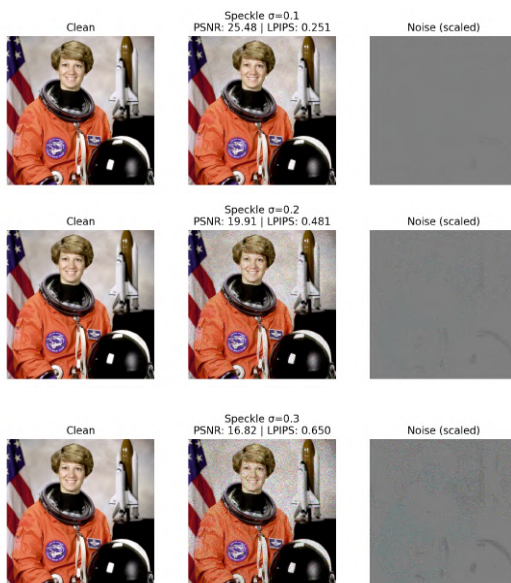 Clean
Speckle σ=0.1
PSNR: 25.48 | LPIPS: 0.251
Noise (scaled)
Clean
Speckle σ=0.2
PSNR: 19.91 | LPIPS: 0.481
Noise (scaled)
Clean
Speckle σ=0.3
PSNR: 16.82 | LPIPS: 0.650
Noise (scaled)